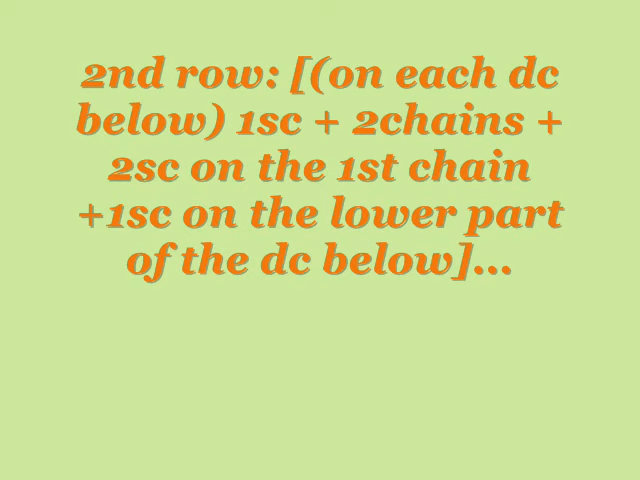 2nd row: [(on each dc
below) 1sc + 2chains +
2sc on the 1st chain
+1sc on the lower part
of the dc below]...